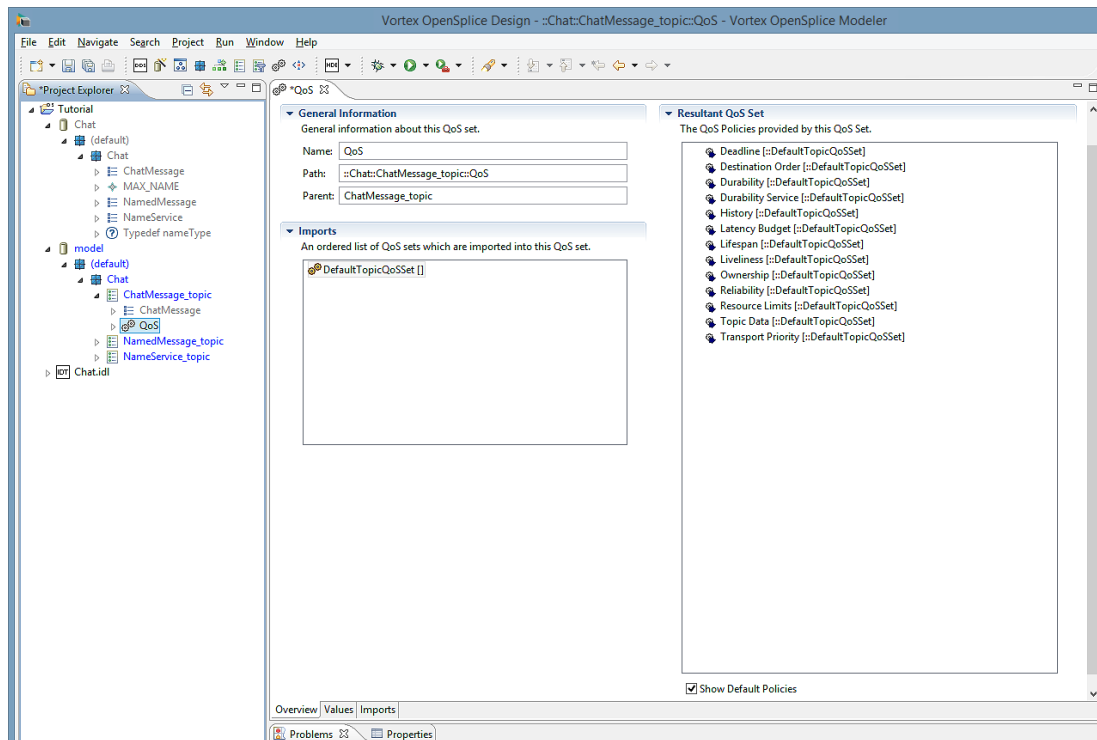 Vortex OpenSplice Design - ::Chat::ChatMessage_topic::QoS - Vortex OpenSplice Modeler
File Edit Navigate Search Project Run Window Help
*Project Explorer
Tutorial
Chat
(default)
Chat
ChatMessage
MAX_NAME
NamedMessage
NameService
Typedef nameType
model
(default)
Chat
ChatMessage_topic
ChatMessage
QoS
NamedMessage_topic
NameService_topic
IDT Chat.idl
*QoS
General Information
General information about this QoS set.
Name: QoS
Path: ::Chat::ChatMessage_topic::QoS
Parent: ChatMessage_topic
Imports
An ordered list of QoS sets which are imported into this QoS set.
DefaultTopicQoSSet []
Resultant QoS Set
The QoS Policies provided by this QoS Set.
Deadline [::DefaultTopicQoSSet]
Destination Order [::DefaultTopicQoSSet]
Durability [::DefaultTopicQoSSet]
Durability Service [::DefaultTopicQoSSet]
History [::DefaultTopicQoSSet]
Latency Budget [::DefaultTopicQoSSet]
Lifespan [::DefaultTopicQoSSet]
Liveliness [::DefaultTopicQoSSet]
Ownership [::DefaultTopicQoSSet]
Reliability [::DefaultTopicQoSSet]
Resource Limits [::DefaultTopicQoSSet]
Topic Data [::DefaultTopicQoSSet]
Transport Priority [::DefaultTopicQoSSet]
Show Default Policies
Overview Values Imports
Problems Properties